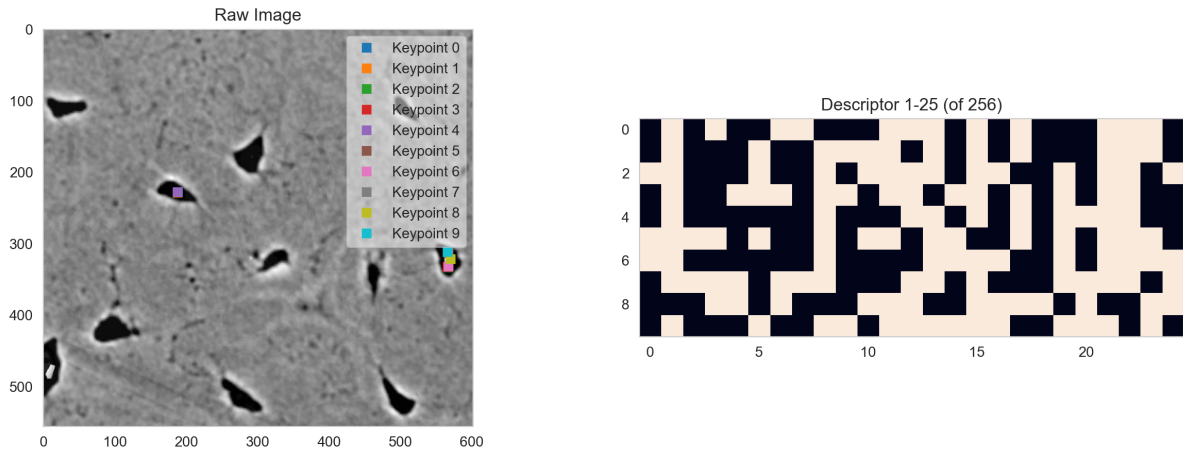 Raw Image
0
100
200
300
400
500
0 100 200 300 400 500 600
Keypoint 0
Keypoint 1
Keypoint 2
Keypoint 3
Keypoint 4
Keypoint 5
Keypoint 6
Keypoint 7
Keypoint 8
Keypoint 9
Descriptor 1-25 (of 256)
0
2
4
6
8
0 5 10 15 20